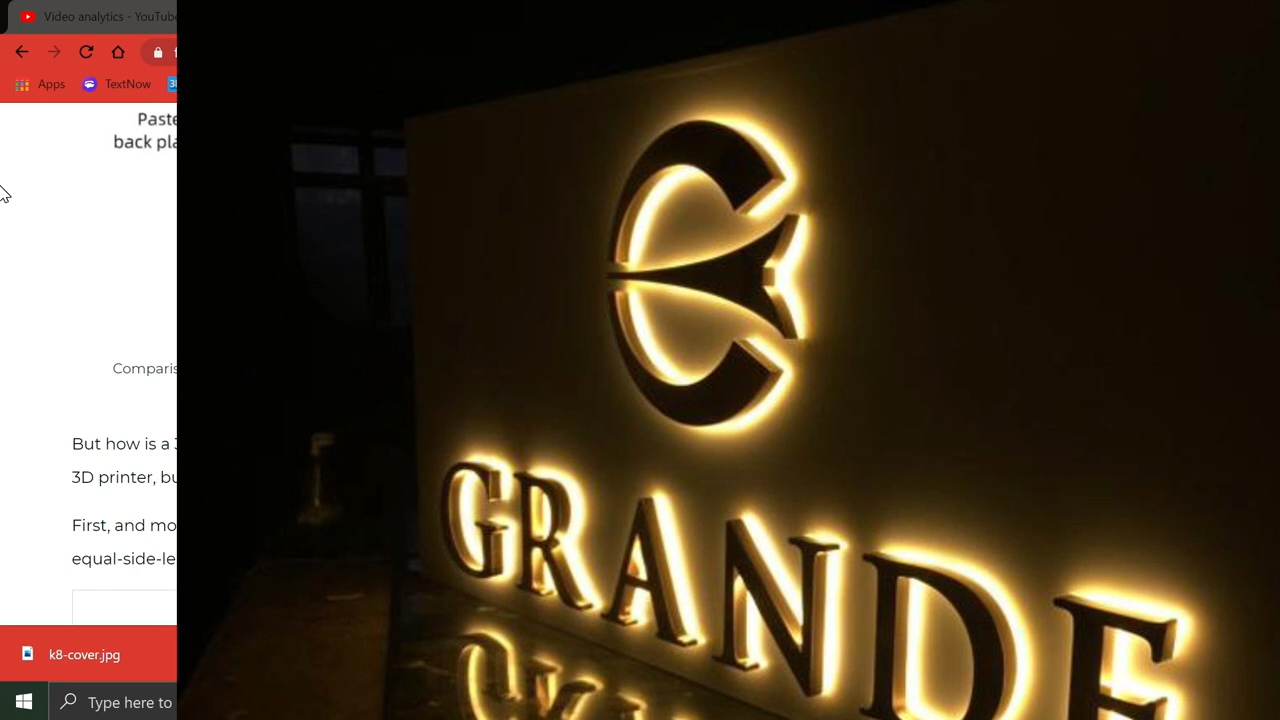 Video analytics - YouTube
Apps
TextNow
Paste
back pla
Comparis
But how is a
3D printer, bu
First, and mo
equal-side-le
k8-cover.jpg
Type here to
GRANDE